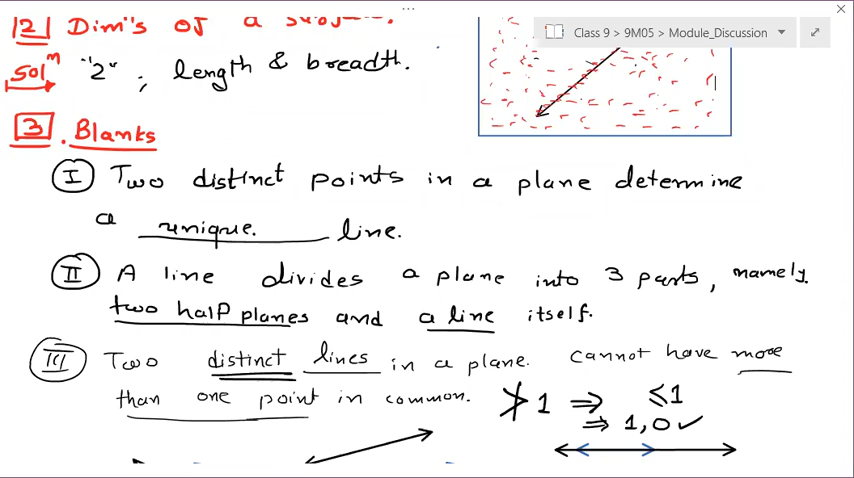 Class 9 > 9M05 > Module_Discussion
[2] Dim"s of a
Solⁿ "2", length & breadth.
[3]. Blanks
(I) Two distinct points in a plane determine
a unique. line.
(II) A line divides a plane into 3 parts, namely.
two half planes and a line itself.
(III) Two distinct lines in a plane. cannot have more
than one point in common. ≯ 1 ⇒ ≤1
⇒ 1,0 ✓